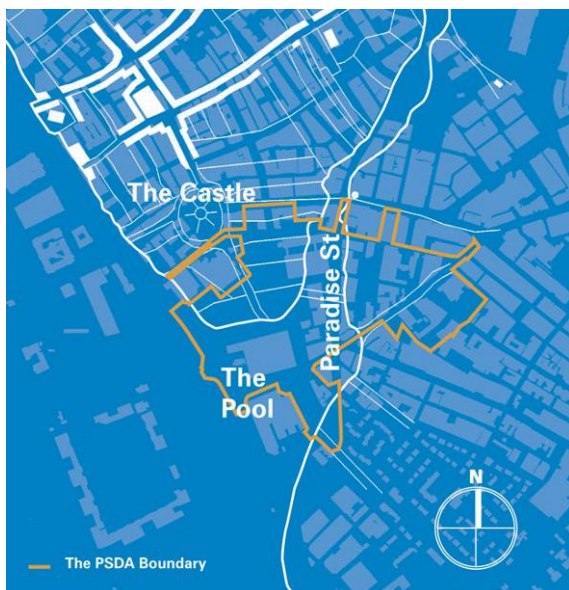 The Castle
Paradise St
The
Pool
N
The PSDA Boundary